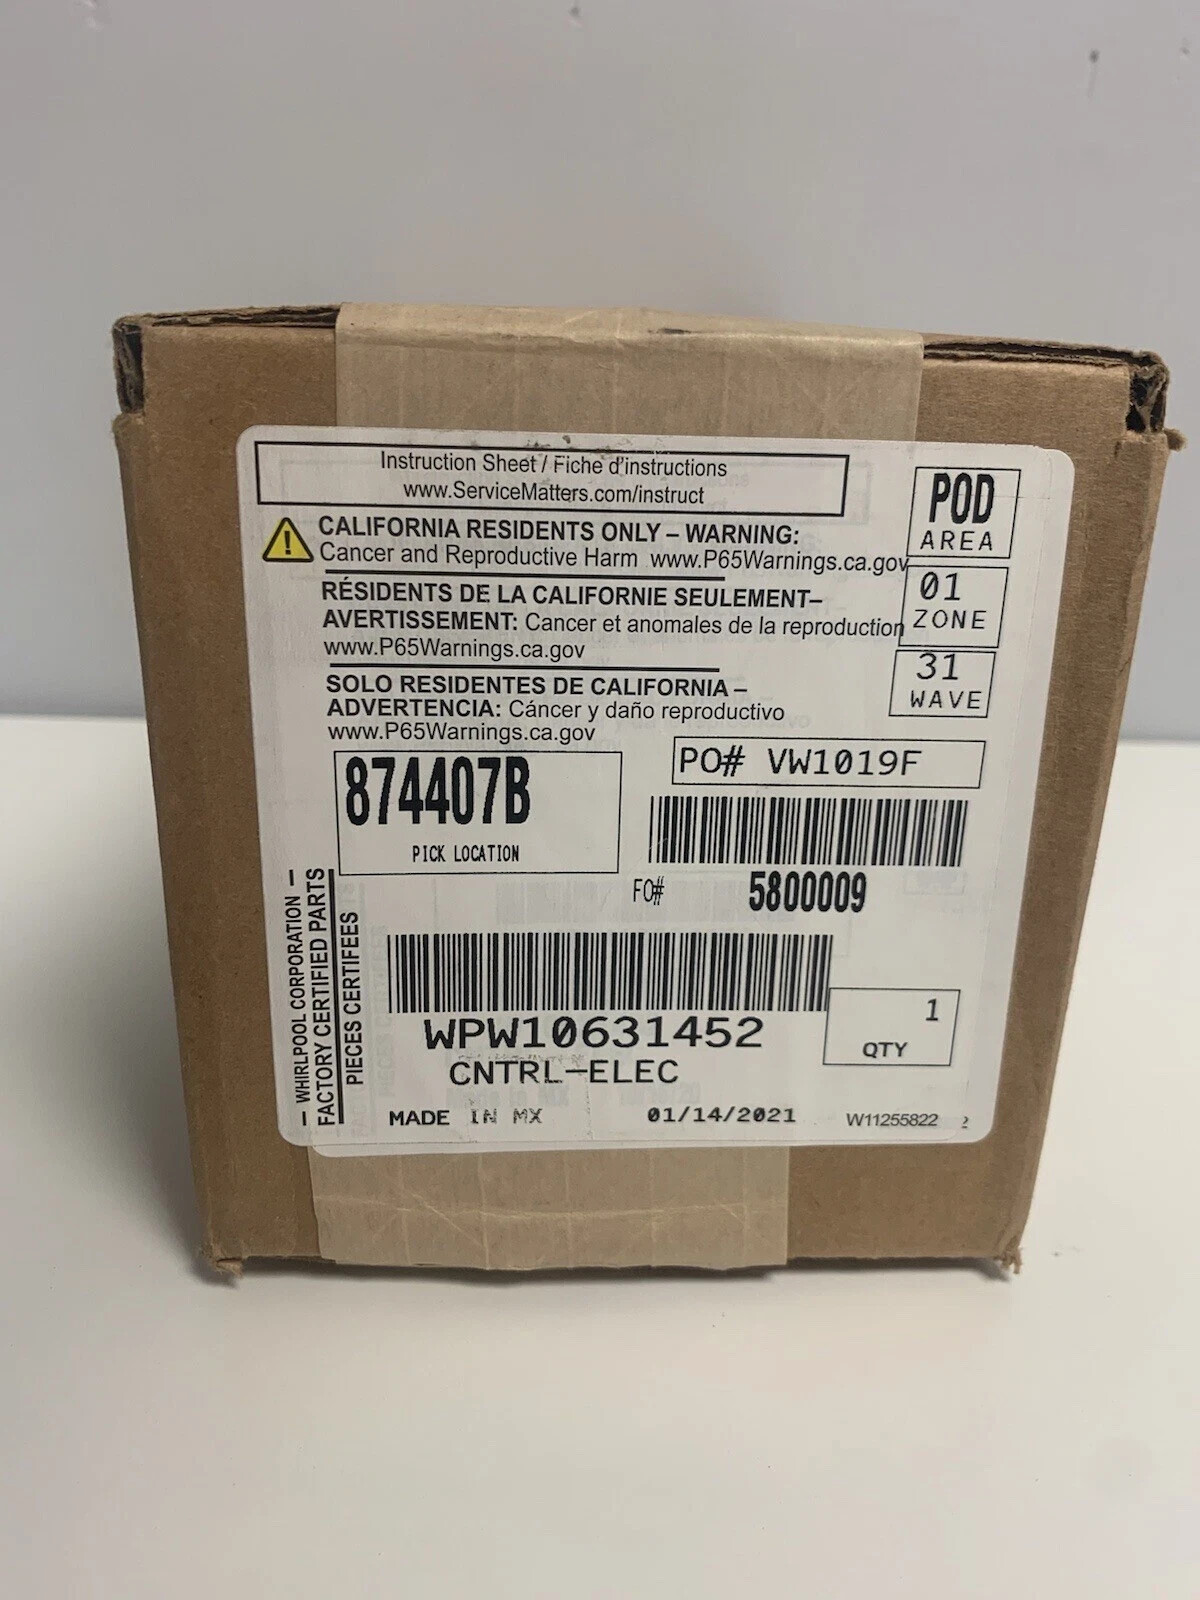 Instruction Sheet / Fiche d'instructions
www.ServiceMatters.com/instruct
POD
AREA
CALIFORNIA RESIDENTS ONLY – WARNING:
Cancer and Reproductive Harm www.P65Warnings.ca.gov
01
ZONE
RÉSIDENTS DE LA CALIFORNIE SEULEMENT–
AVERTISSEMENT: Cancer et anomales de la reproduction
www.P65Warnings.ca.gov
31
WAVE
SOLO RESIDENTES DE CALIFORNIA –
ADVERTENCIA: Cáncer y daño reproductivo
www.P65Warnings.ca.gov
874407B
PICK LOCATION
PO# VW1019F
FO# 5800009
— WHIRLPOOL CORPORATION —
FACTORY CERTIFIED PARTS
PIECES CERTIFEES
WPW10631452
CNTRL-ELEC
1
QTY
MADE IN MX 01/14/2021 W11255822